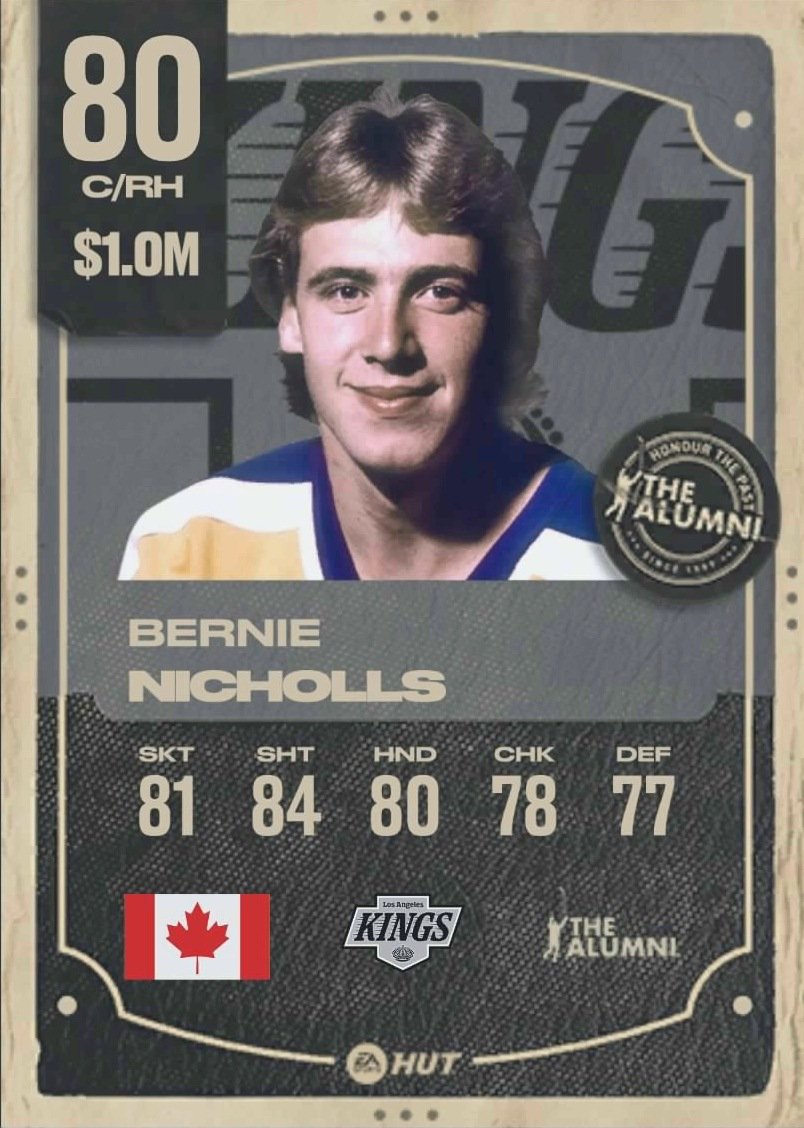 80
C/RH
$1.0M
KINGS
HONOUR THE PAST
THE
ALUMNI
BERNIE
NICHOLLS
SKT SHT HND CHK DEF
81 84 80 78 77
Los Angeles
KINGS
THE
ALUMNI
EA HUT